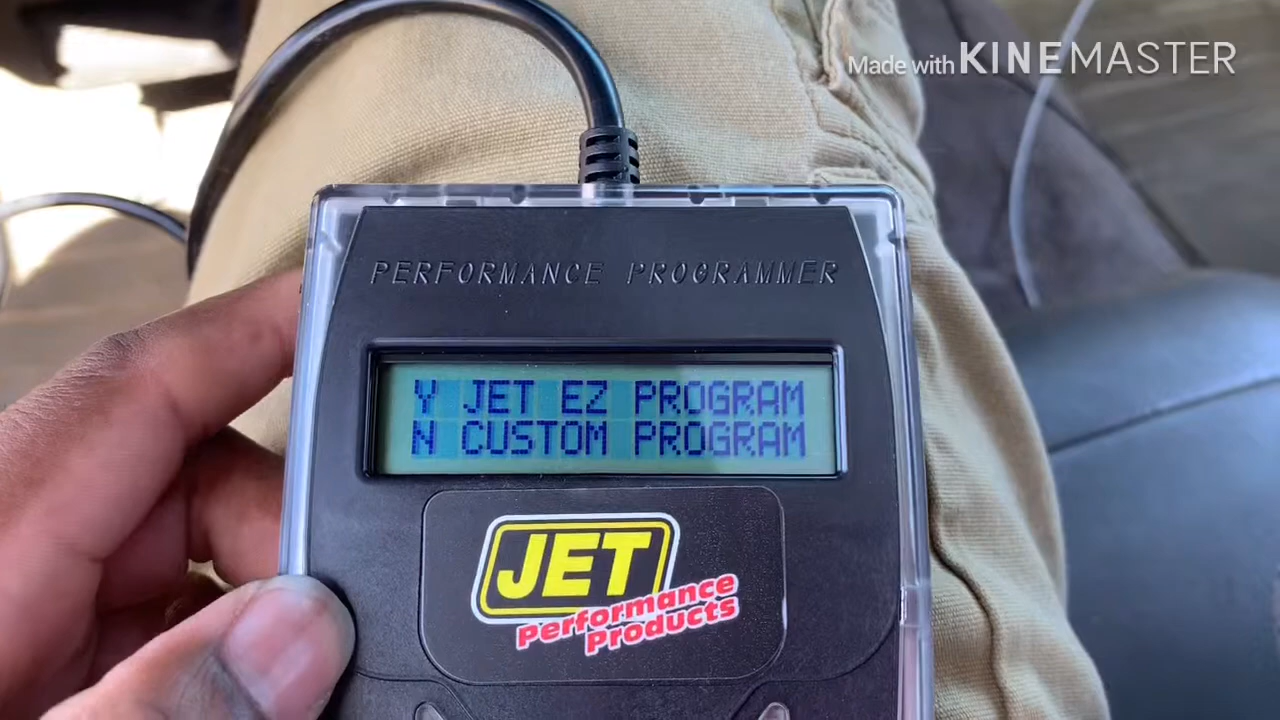 Made with KINEMASTER
PERFORMANCE PROGRAMMER
Y JET EZ PROGRAM
N CUSTOM PROGRAM
JET
Performance
Products